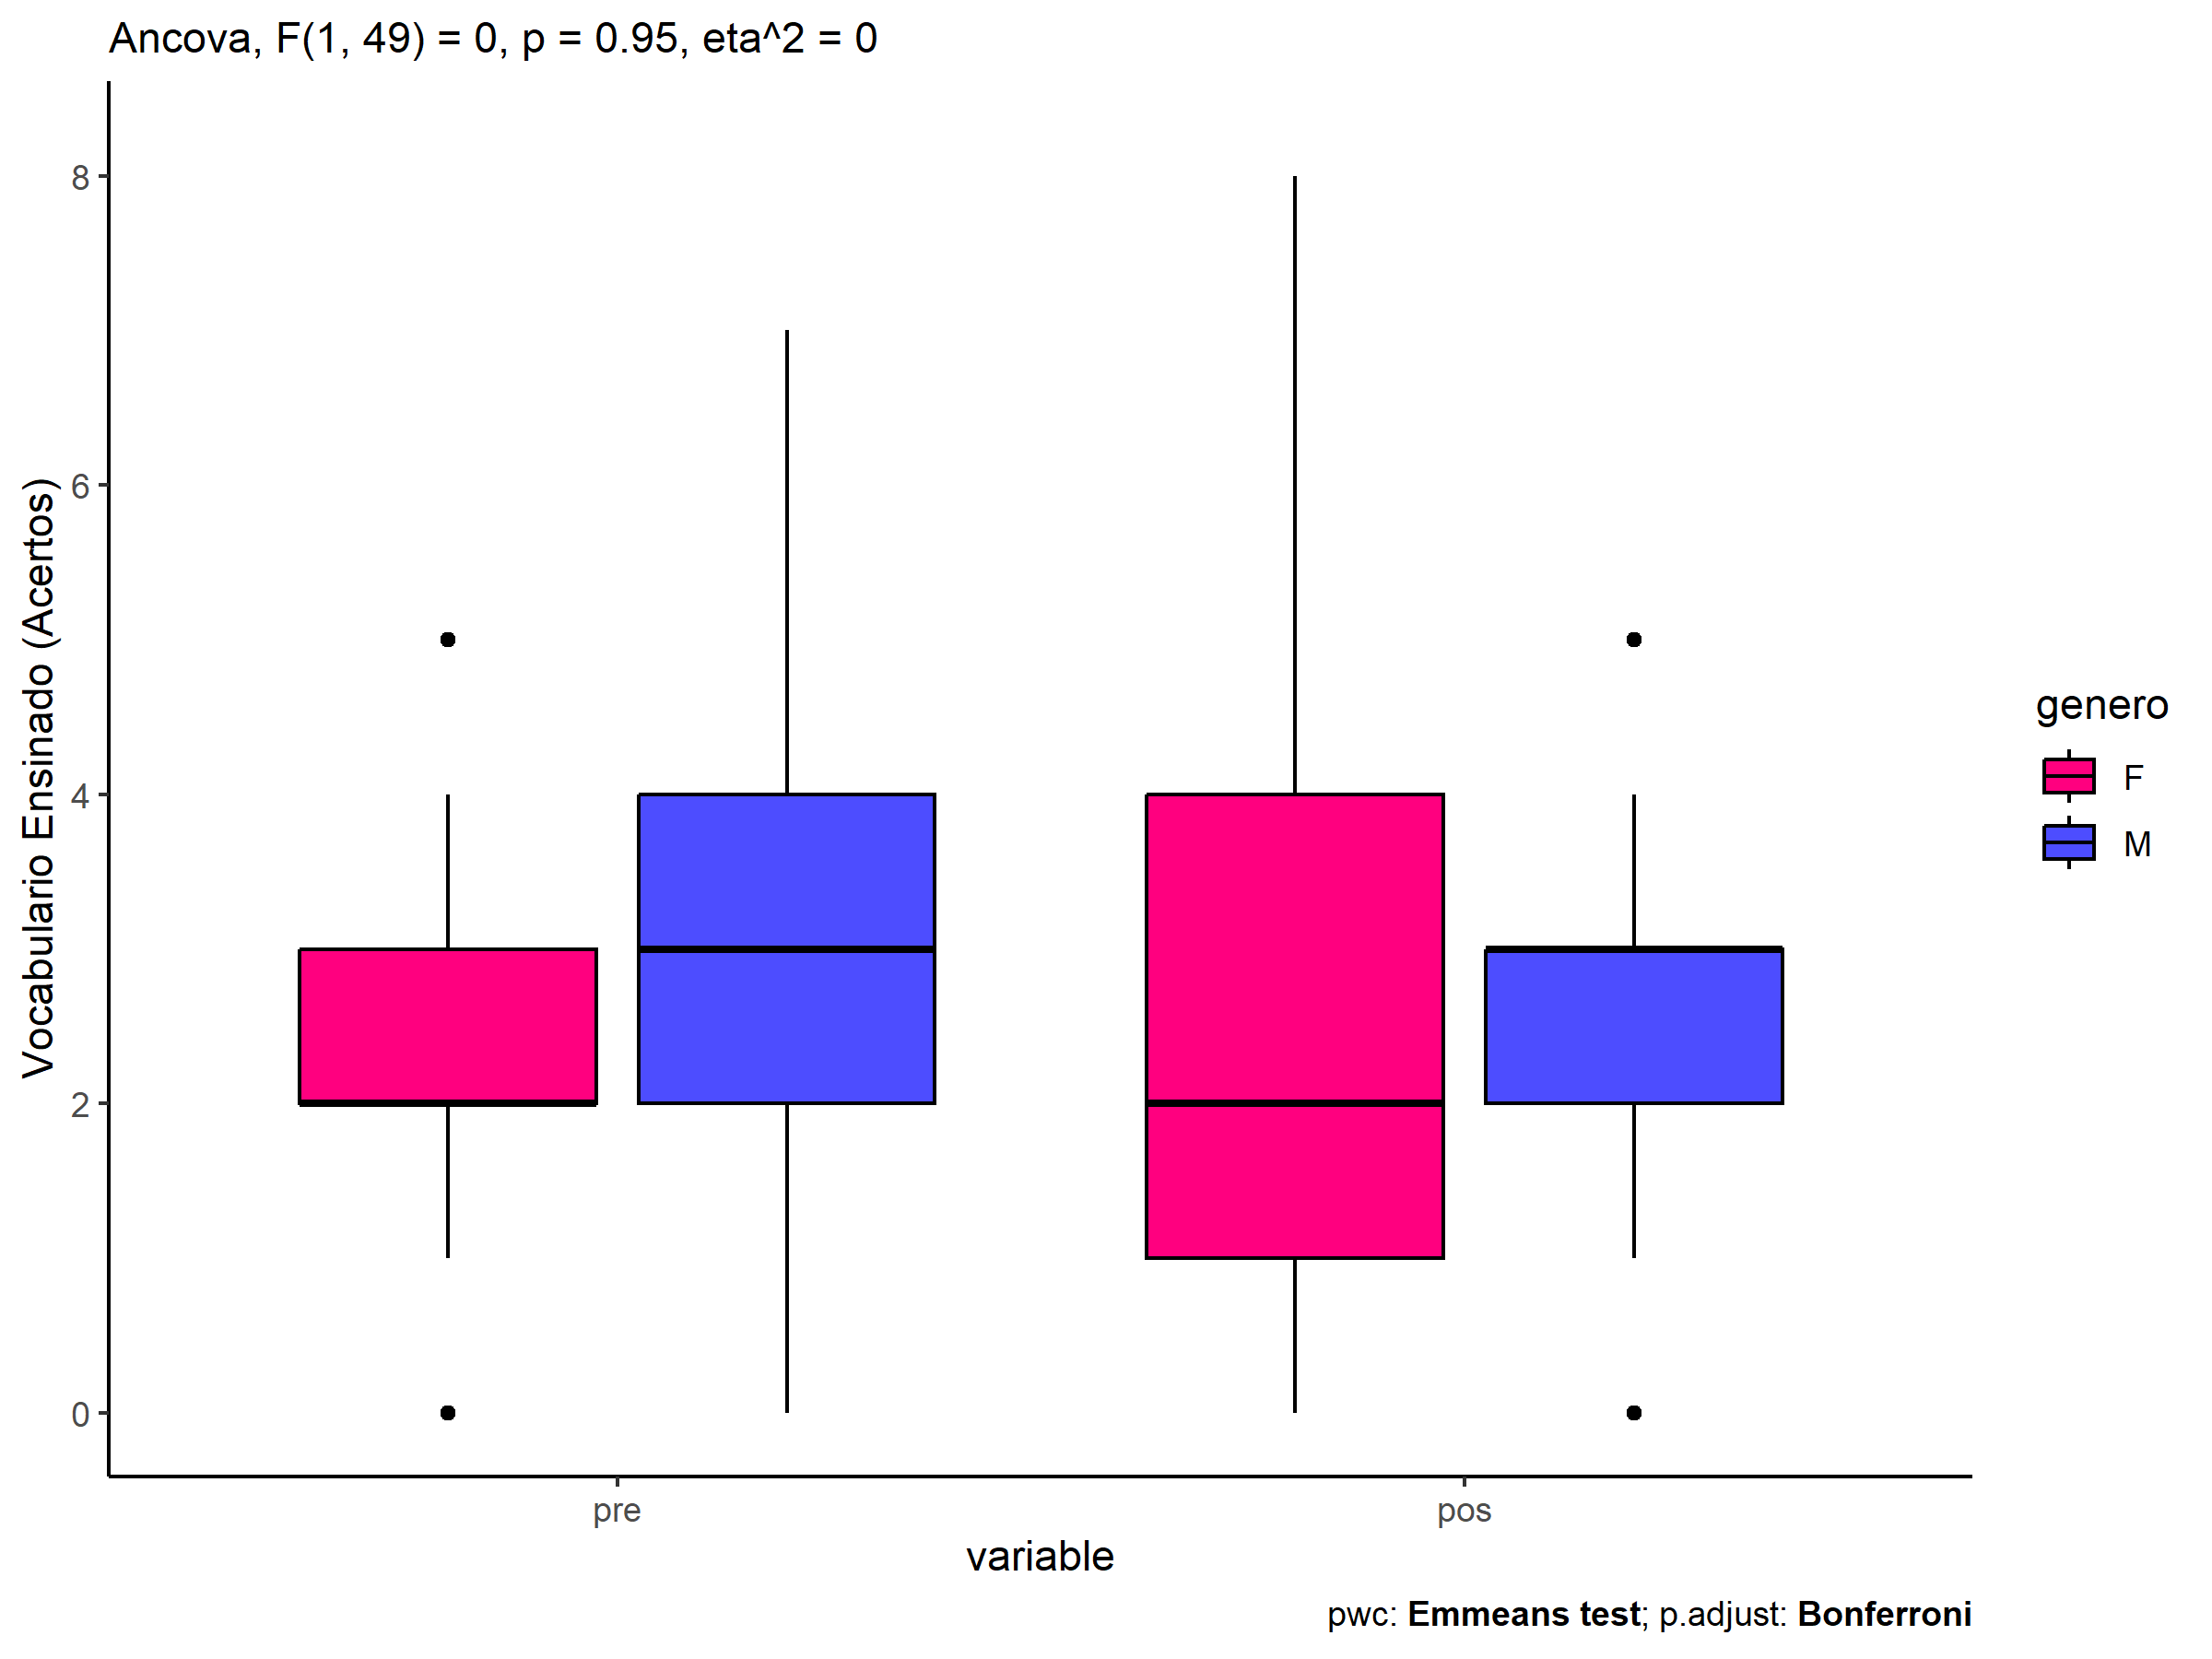 Ancova, F(1, 49) = 0, p = 0.95, eta^2 = 0
Vocabulario Ensinado (Acertos)
8
6
4
2
0
pre
pos
variable
genero
F
M
pwc: Emmeans test; p.adjust: Bonferroni